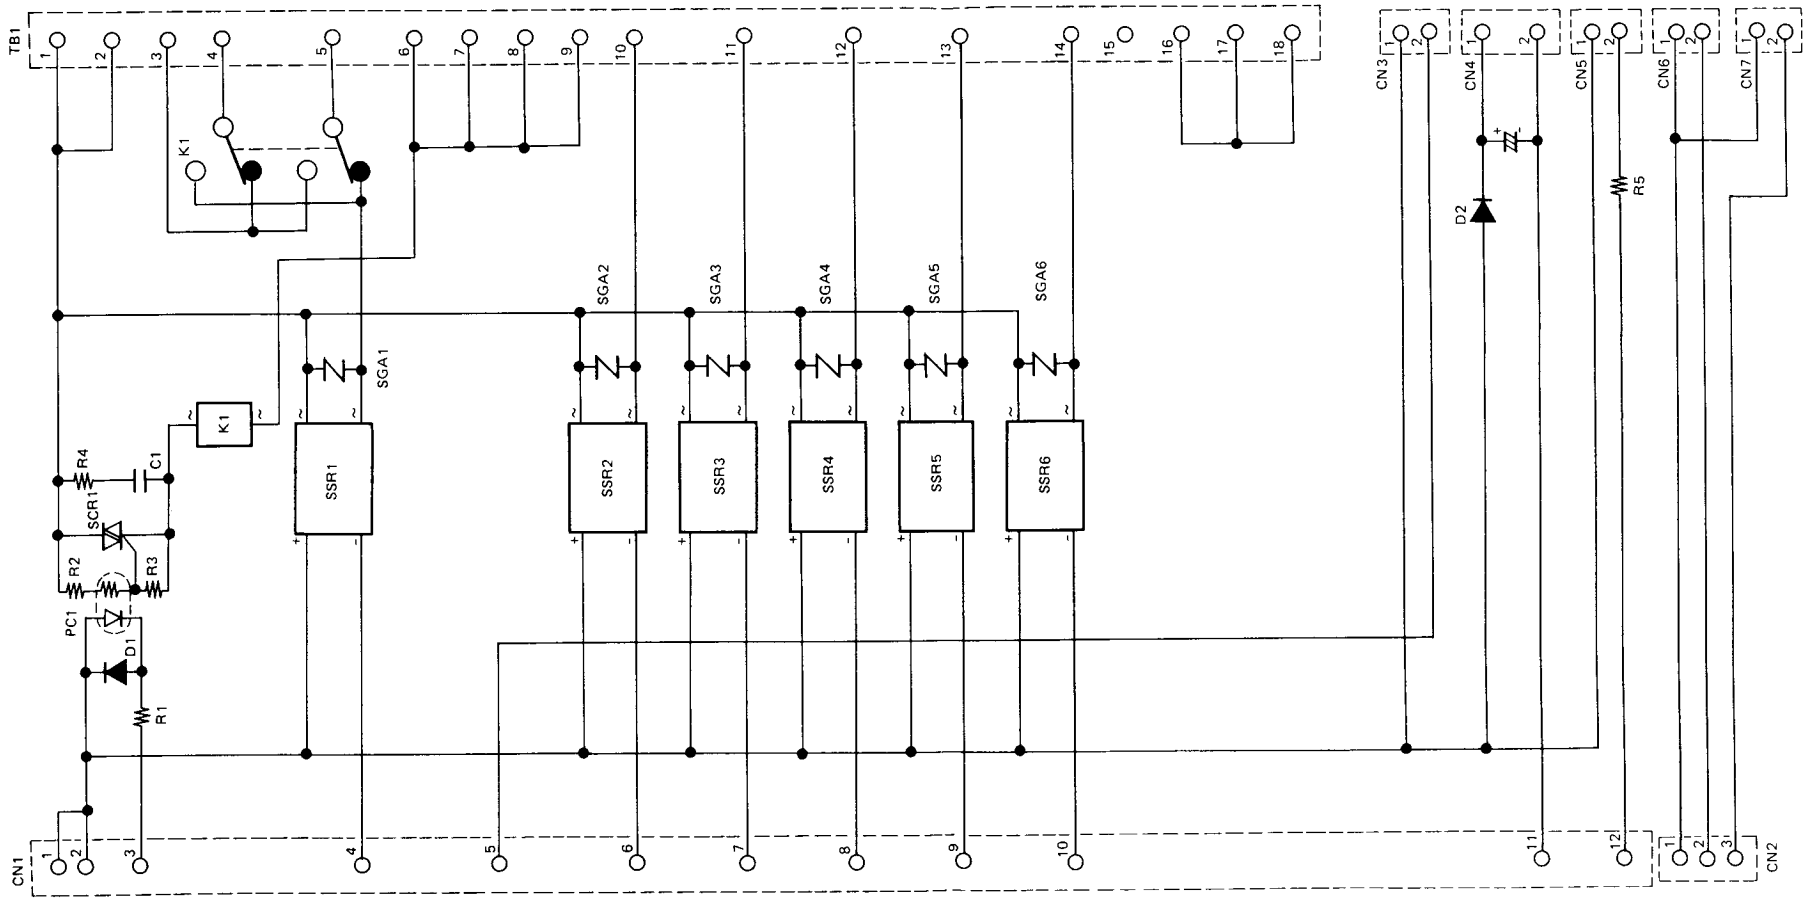 TB1
1
2
3
4
5
6
7
8
9
10
11
12
13
14
15
16
17
18
CN3
1
2
CN4
1
2
CN5
1
2
CN6
1
2
CN7
1
2
K1
+
-
R5
D2
SGA1
SGA2
SGA3
SGA4
SGA5
SGA6
~
~
K1
~
~
SSR1
+
-
~
~
SSR2
+
-
~
~
SSR3
+
-
~
~
SSR4
+
-
~
~
SSR5
+
-
~
~
SSR6
+
-
R4
C1
SCR1
R2
R3
PC1
D1
R1
CN1
1
2
3
4
5
6
7
8
9
10
11
12
CN2
1
2
3